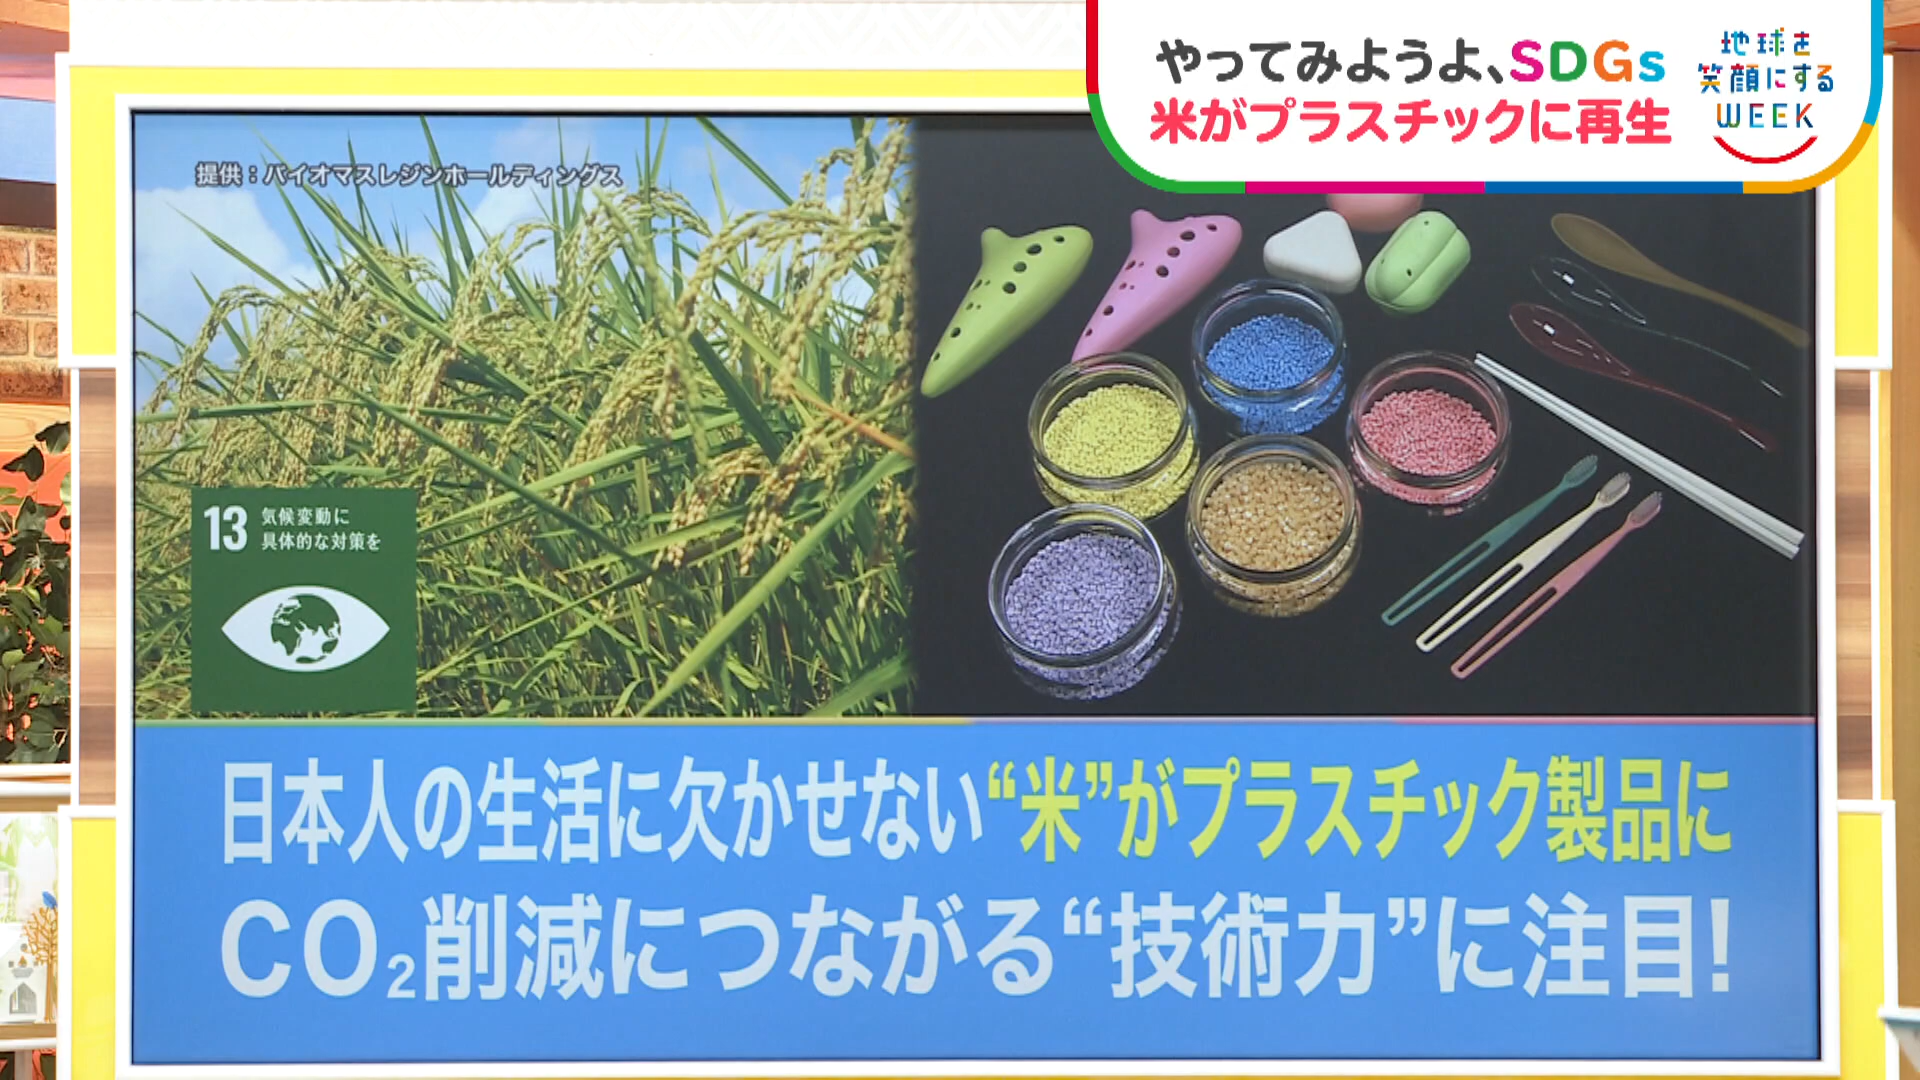 やってみようよ、SDGs
米がプラスチックに再生
地球を
笑顔にする
WEEK
提供：バイオマスレジンホールディングス
13 気候変動に
具体的な対策を
日本人の生活に欠かせない“米”がプラスチック製品に
CO₂削減につながる“技術力”に注目!